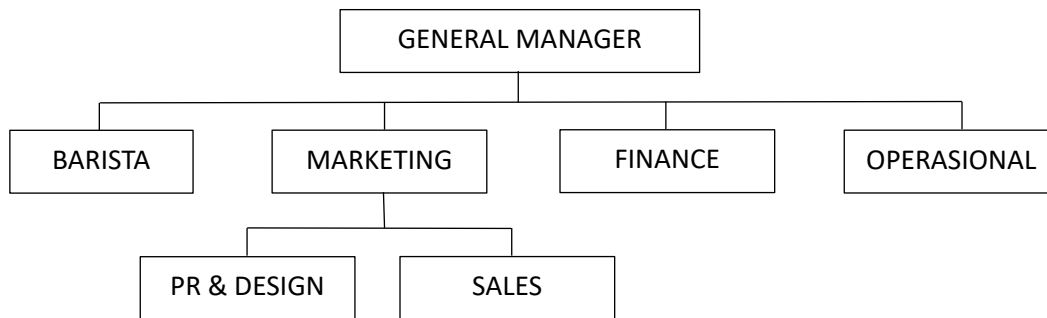 GENERAL MANAGER
BARISTA
MARKETING
FINANCE
OPERASIONAL
PR & DESIGN
SALES